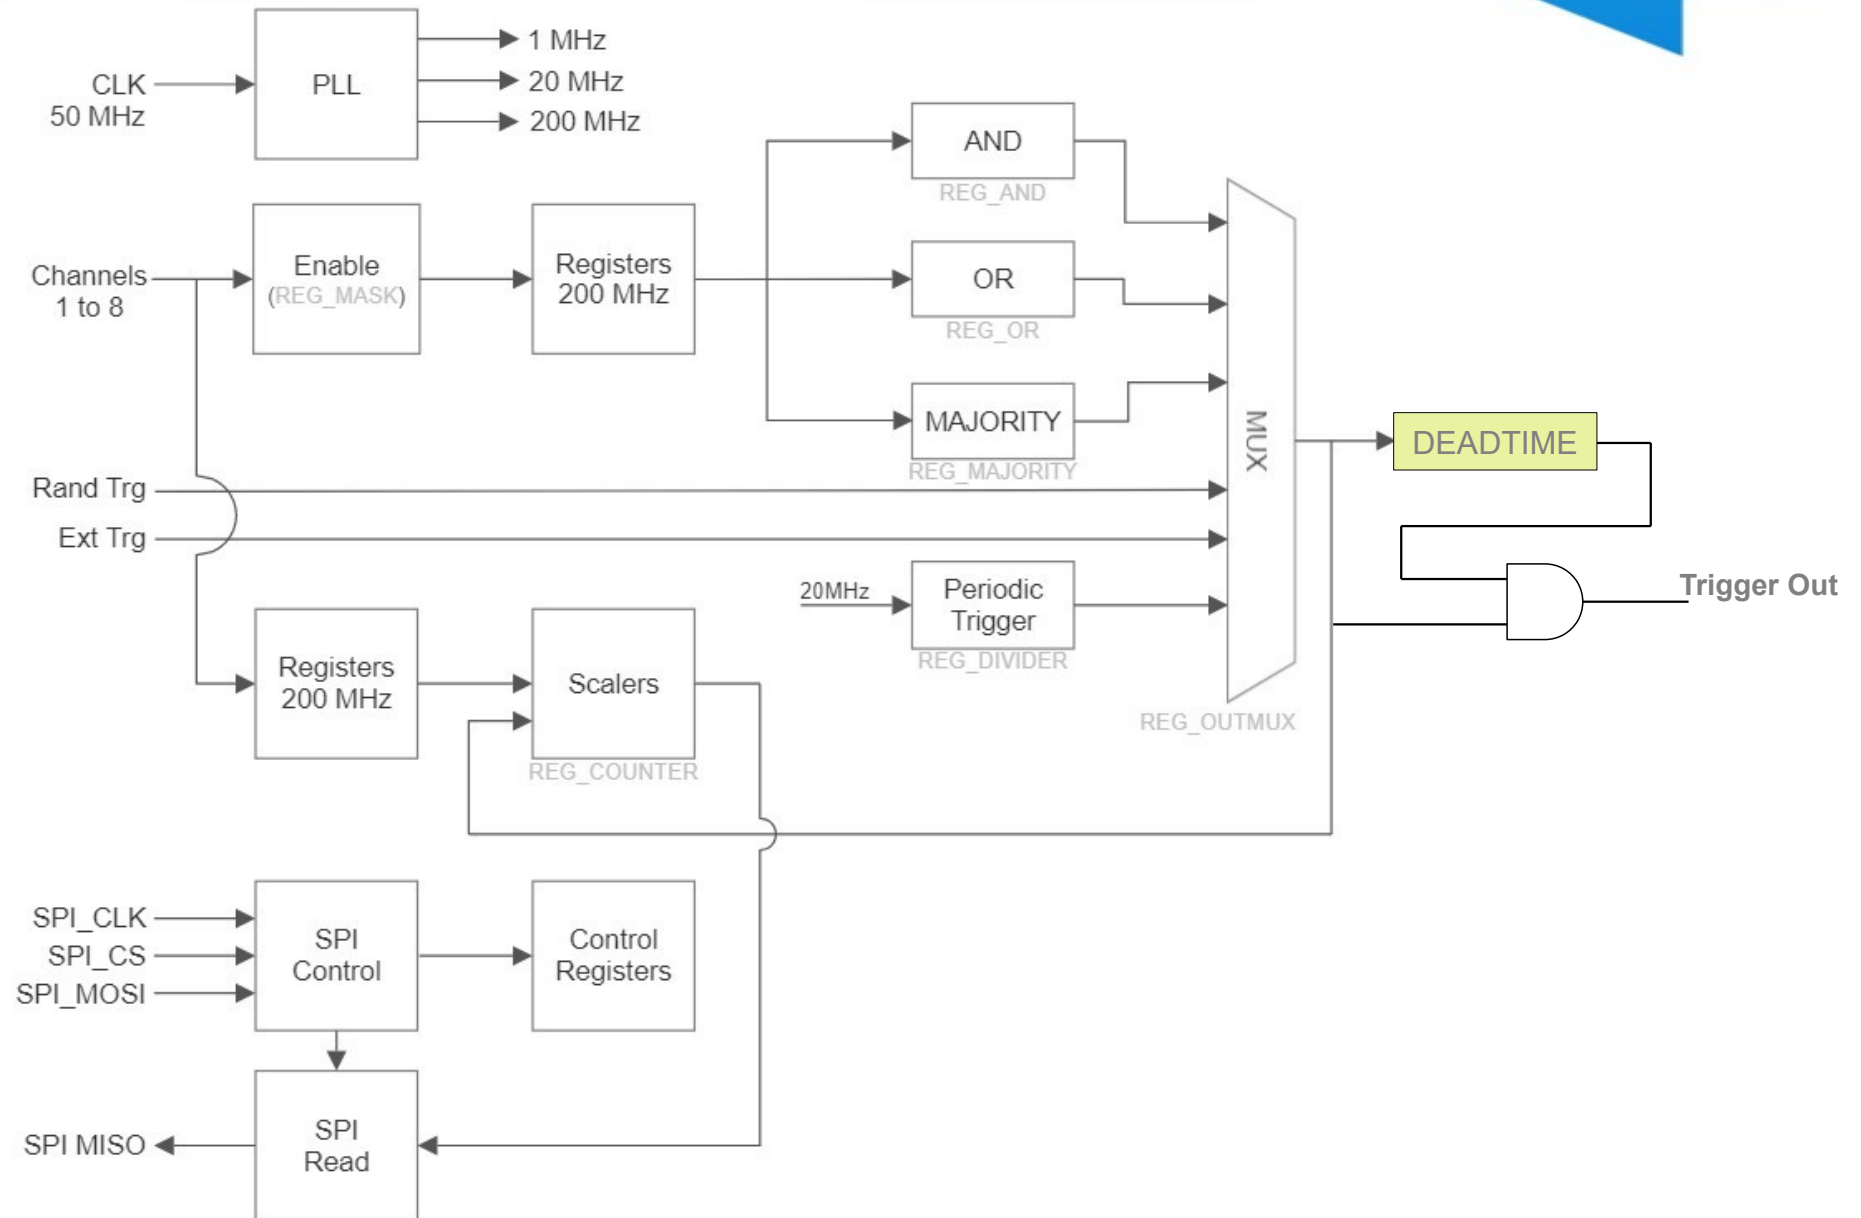 CLK
50 MHz
PLL
1 MHz
20 MHz
200 MHz
Channels
1 to 8
Enable
(REG_MASK)
Registers
200 MHz
AND
REG_AND
OR
REG_OR
MAJORITY
REG_MAJORITY
Rand Trg
Ext Trg
20MHz
Periodic
Trigger
REG_DIVIDER
MUX
REG_OUTMUX
DEADTIME
Trigger Out
Registers
200 MHz
Scalers
REG_COUNTER
SPI_CLK
SPI_CS
SPI_MOSI
SPI
Control
Control
Registers
SPI MISO
SPI
Read